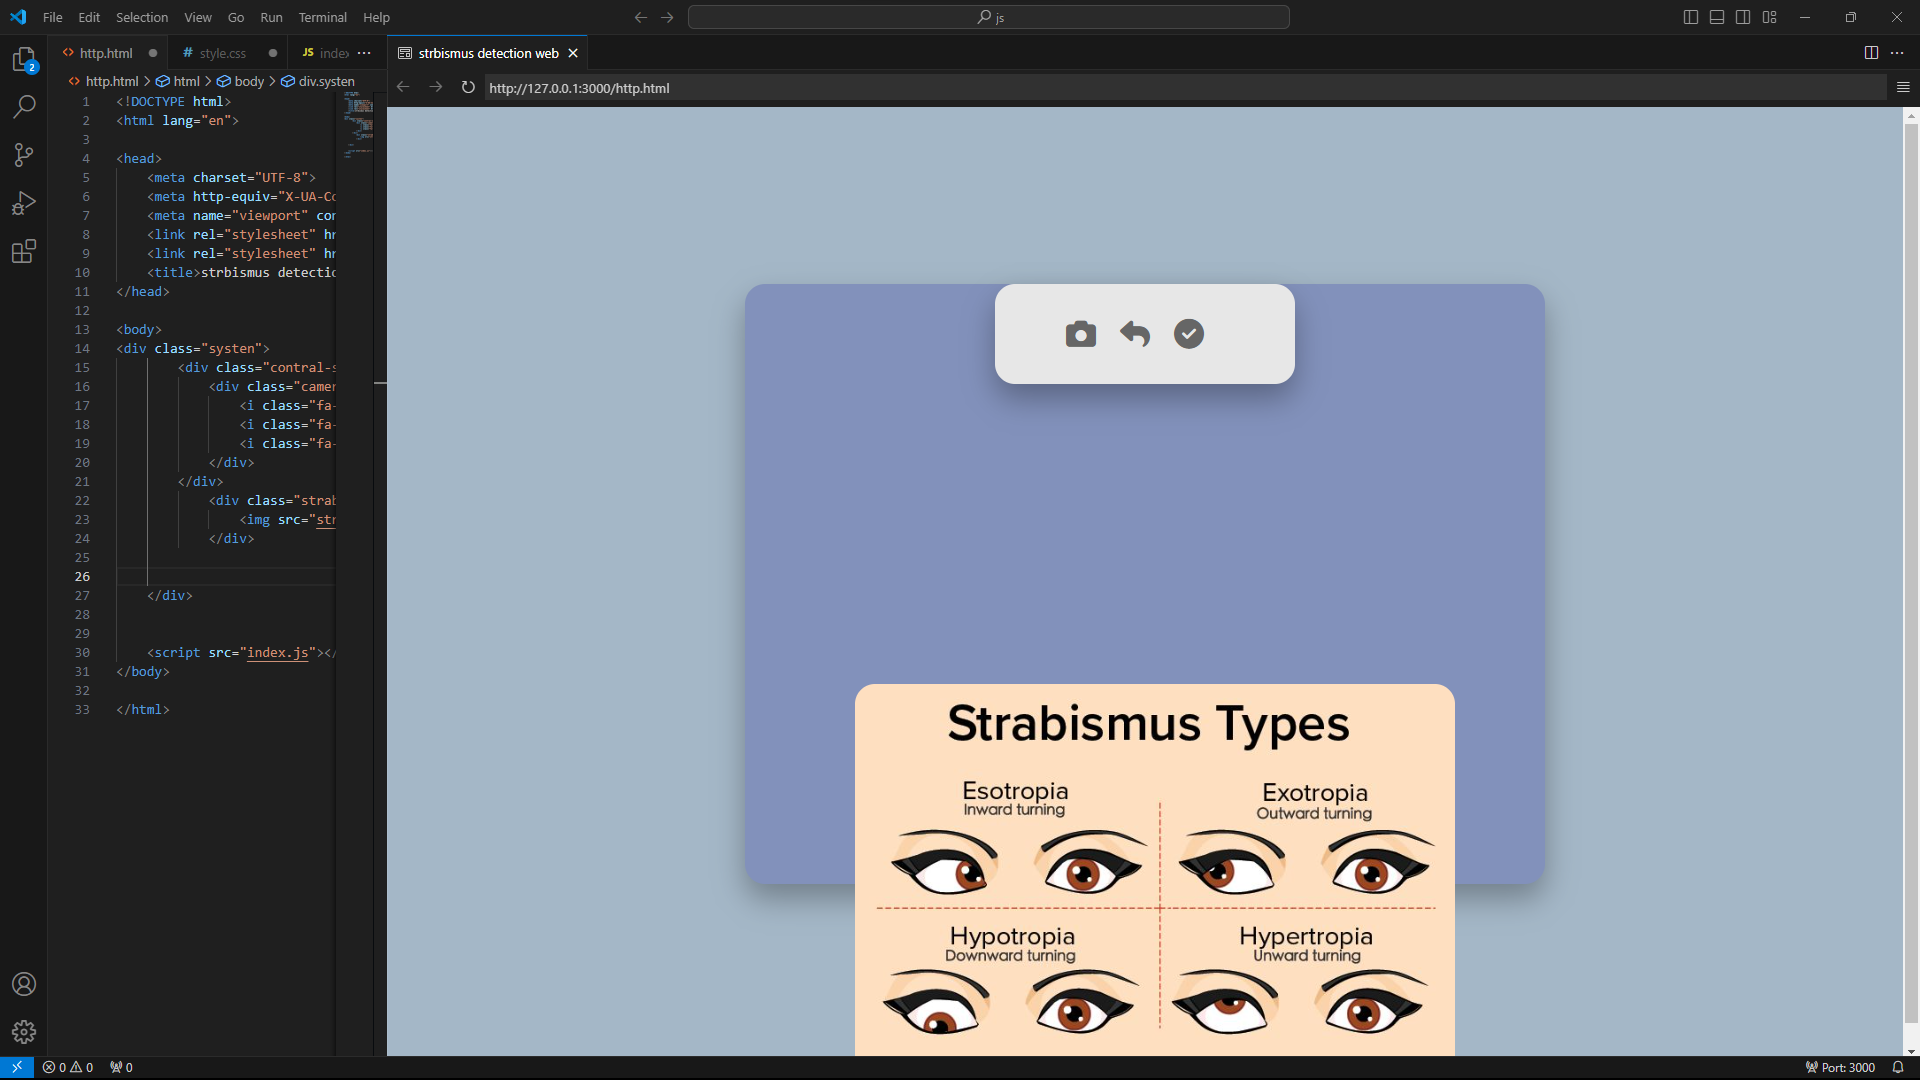 File Edit Selection View Go Run Terminal Help
js
http.html
style.css
JS index
strbismus detection web
http.html > html > body > div.systen
http://127.0.0.1:3000/http.html
1 <!DOCTYPE html>
2 <html lang="en">
3
4 <head>
5 <meta charset="UTF-8">
6 <meta http-equiv="X-UA-Co
7 <meta name="viewport" con
8 <link rel="stylesheet" hr
9 <link rel="stylesheet" hr
10 <title>strbismus detectio
11 </head>
12
13 <body>
14 <div class="systen">
15 <div class="contral-s
16 <div class="camer
17 <i class="fa-
18 <i class="fa-
19 <i class="fa-
20 </div>
21 </div>
22 <div class="strab
23 <img src="str
24 </div>
25
26
27 </div>
28
29
30 <script src="index.js"></
31 </body>
32
33 </html>
2
Strabismus Types
Esotropia
Inward turning
Exotropia
Outward turning
Hypotropia
Downward turning
Hypertropia
Unward turning
0 0 0
Port: 3000